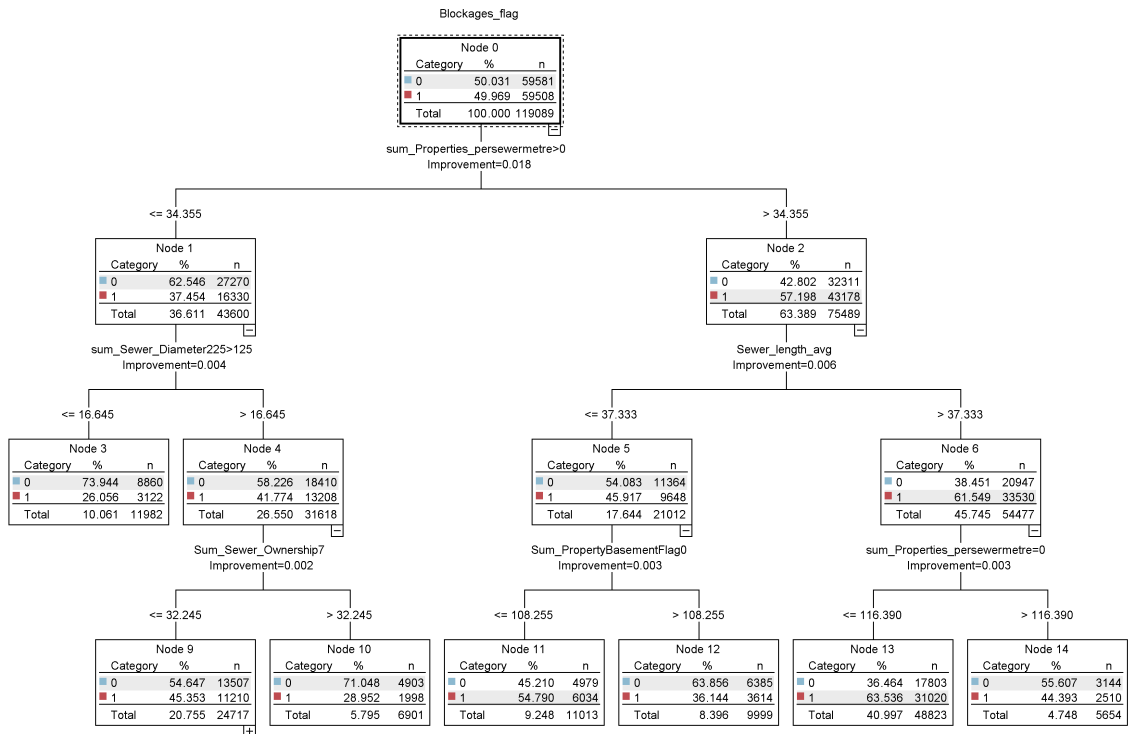 Blockages_flag
Node 0
Category % n
0 50.031 59581
1 49.969 59508
Total 100.000 119089
sum_Properties_persewermetre>0
Improvement=0.018
<= 34.355 > 34.355
Node 1
Category % n
0 62.546 27270
1 37.454 16330
Total 36.611 43600
Node 2
Category % n
0 42.802 32311
1 57.198 43178
Total 63.389 75489
sum_Sewer_Diameter225>125
Improvement=0.004
Sewer_length_avg
Improvement=0.006
<= 16.645 > 16.645 <= 37.333 > 37.333
Node 3
Category % n
0 73.944 8860
1 26.056 3122
Total 10.061 11982
Node 4
Category % n
0 58.226 18410
1 41.774 13208
Total 26.550 31618
Node 5
Category % n
0 54.083 11364
1 45.917 9648
Total 17.644 21012
Node 6
Category % n
0 38.451 20947
1 61.549 33530
Total 45.745 54477
Sum_Sewer_Ownership7
Improvement=0.002
Sum_PropertyBasementFlag0
Improvement=0.003
sum_Properties_persewermetre=0
Improvement=0.003
<= 32.245 > 32.245 <= 108.255 > 108.255 <= 116.390 > 116.390
Node 9
Category % n
0 54.647 13507
1 45.353 11210
Total 20.755 24717
Node 10
Category % n
0 71.048 4903
1 28.952 1998
Total 5.795 6901
Node 11
Category % n
0 45.210 4979
1 54.790 6034
Total 9.248 11013
Node 12
Category % n
0 63.856 6385
1 36.144 3614
Total 8.396 9999
Node 13
Category % n
0 36.464 17803
1 63.536 31020
Total 40.997 48823
Node 14
Category % n
0 55.607 3144
1 44.393 2510
Total 4.748 5654